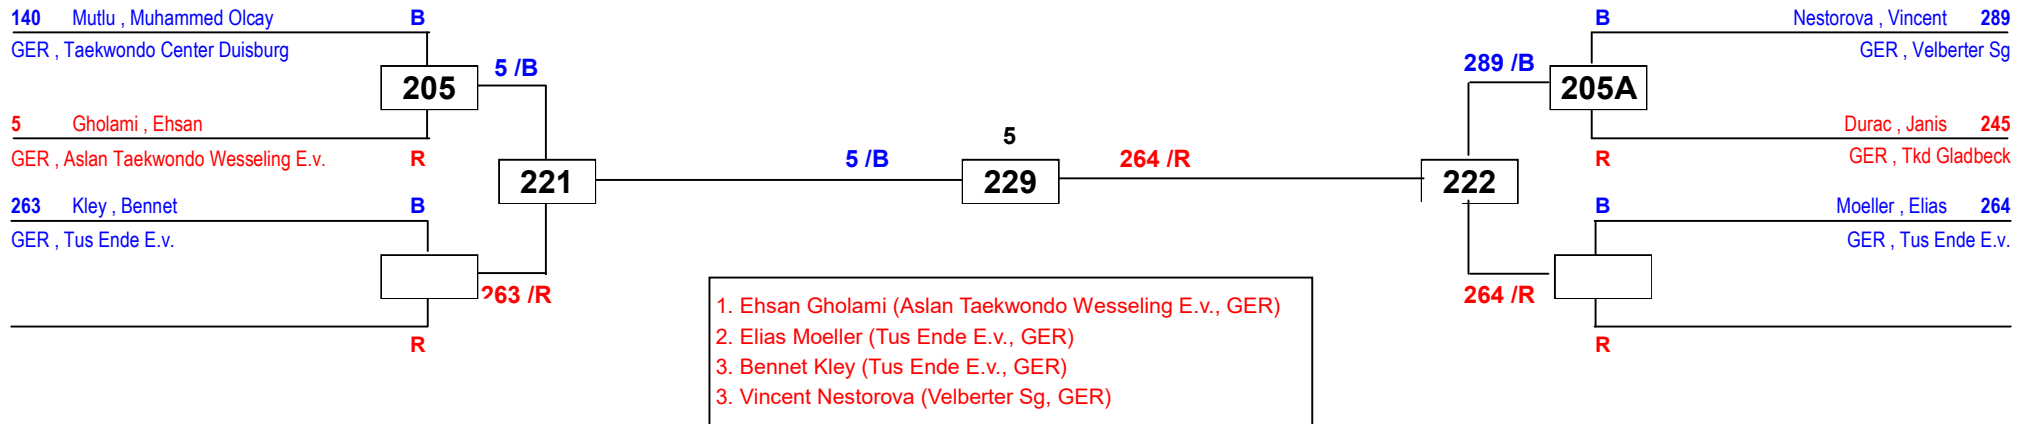 140 Mutlu , Muhammed Olcay B
GER , Taekwondo Center Duisburg
205
5 /B
5 Gholami , Ehsan
GER , Aslan Taekwondo Wesseling E.v. R
221
263 Kley , Bennet B
GER , Tus Ende E.v.
263 /R
R
5 /B
5
229
264 /R
B Nestorova , Vincent 289
GER , Velberter Sg
289 /B
205A
Durac , Janis 245
R GER , Tkd Gladbeck
222
B Moeller , Elias 264
GER , Tus Ende E.v.
264 /R
R
1. Ehsan Gholami (Aslan Taekwondo Wesseling E.v., GER)
2. Elias Moeller (Tus Ende E.v., GER)
3. Bennet Kley (Tus Ende E.v., GER)
3. Vincent Nestorova (Velberter Sg, GER)